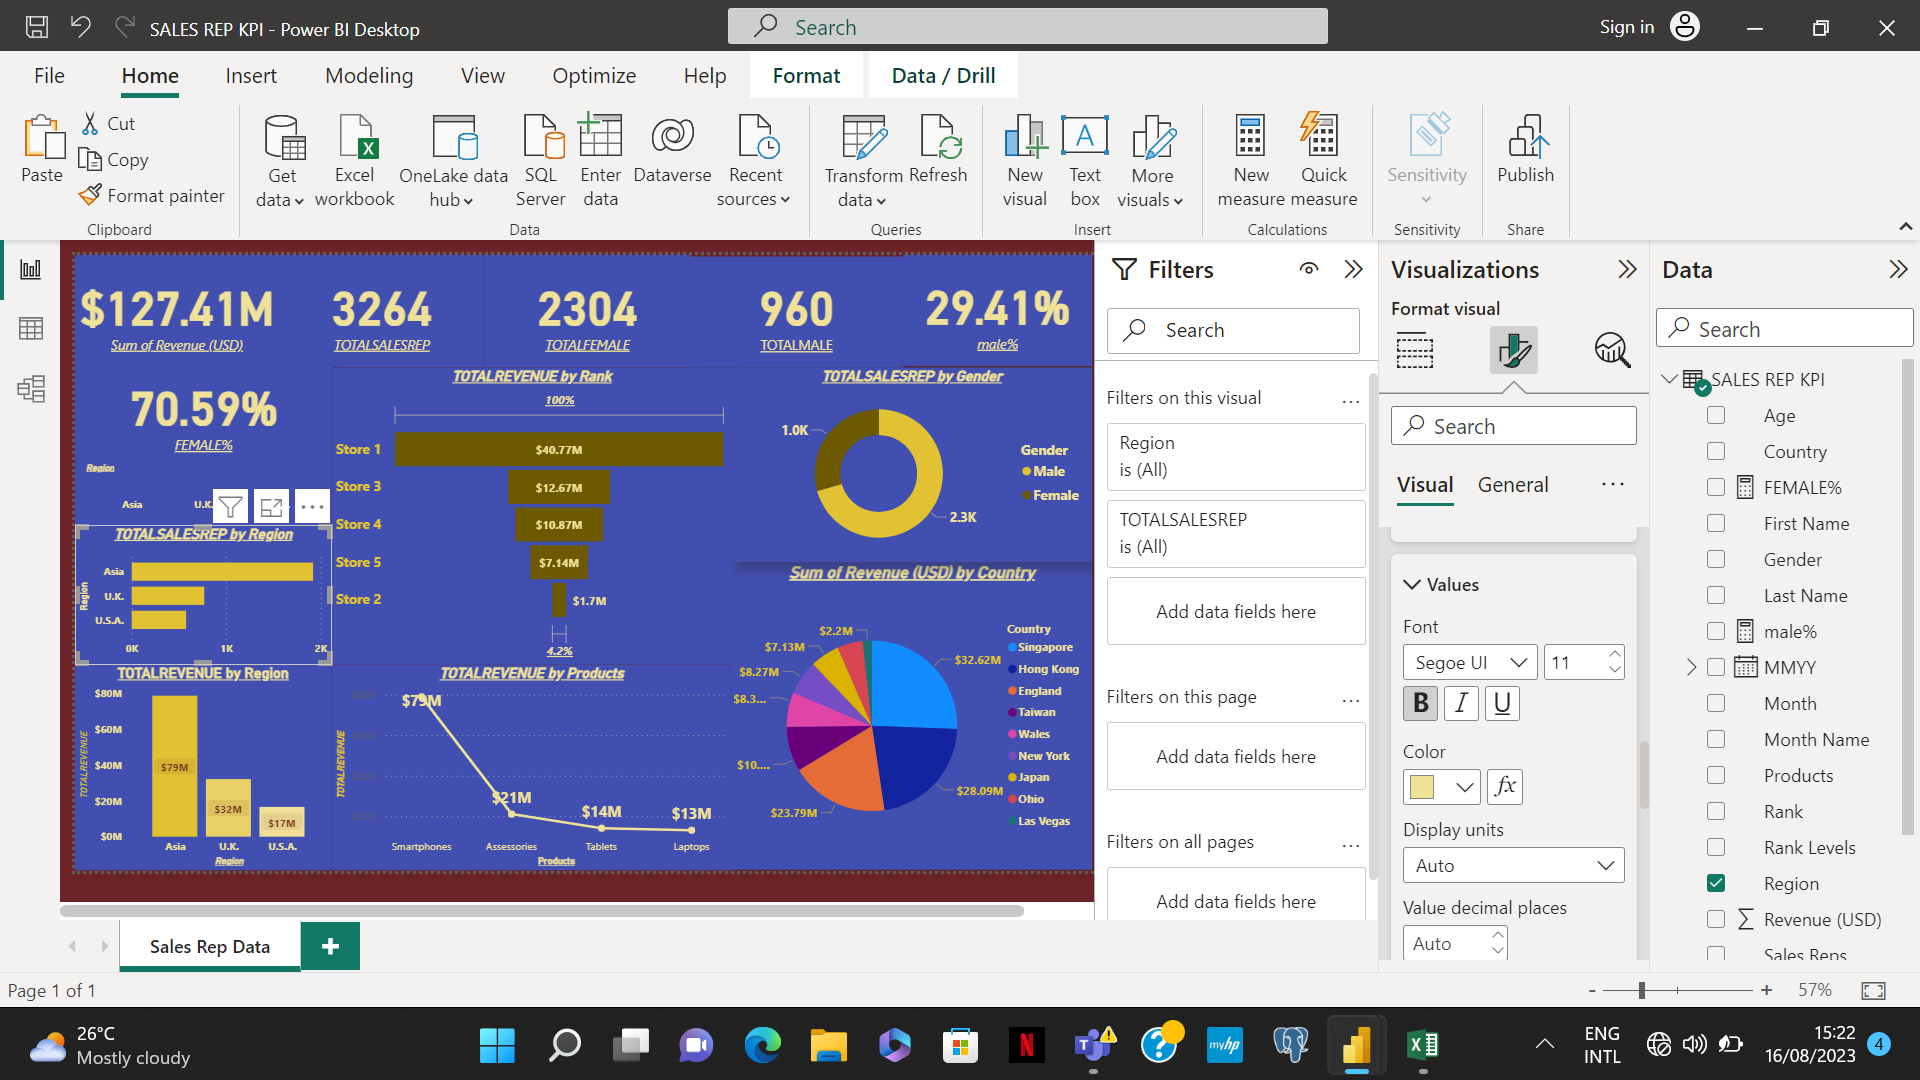 SALES REP KPI - Power BI Desktop
Search
Sign in
File
Home
Insert
Modeling
View
Optimize
Help
Format
Data / Drill
Paste
Cut
Copy
Format painter
Clipboard
Get data
Excel workbook
OneLake data hub
SQL Server
Enter data
Dataverse
Recent sources
Data
Transform data
Refresh
Queries
New visual
Text box
More visuals
Insert
New measure
Quick measure
Calculations
Sensitivity
Sensitivity
Publish
Share
$127.41M
Sum of Revenue (USD)
3264
TOTALSALESREP
2304
TOTALFEMALE
960
TOTALMALE
29.41%
male%
70.59%
FEMALE%
Region
Asia
U.K.
TOTALSALESREP by Region
Region
Asia
U.K.
U.S.A.
0K
1K
2K
TOTALREVENUE by Region
TOTALREVENUE
$80M
$60M
$40M
$20M
$0M
$79M
$32M
$17M
Asia
U.K.
U.S.A.
Region
TOTALREVENUE by Rank
100%
Store 1
$40.77M
Store 3
$12.67M
Store 4
$10.87M
Store 5
$7.14M
Store 2
$1.7M
4.2%
TOTALREVENUE by Products
TOTALREVENUE
$79M
$21M
$14M
$13M
Smartphones
Assessories
Tablets
Laptops
Products
TOTALSALESREP by Gender
1.0K
2.3K
Gender
Male
Female
Sum of Revenue (USD) by Country
$2.2M
$7.13M
$8.27M
$8.3...
$10....
$23.79M
$32.62M
$28.09M
Country
Singapore
Hong Kong
England
Taiwan
Wales
New York
Japan
Ohio
Las Vegas
Filters
Search
Filters on this visual
...
Region
is (All)
TOTALSALESREP
is (All)
Add data fields here
Filters on this page
...
Add data fields here
Filters on all pages
...
Add data fields here
Visualizations
Format visual
Search
Visual
General
...
Values
Font
Segoe UI
11
B
I
U
Color
fx
Display units
Auto
Value decimal places
Auto
Data
Search
SALES REP KPI
Age
Country
FEMALE%
First Name
Gender
Last Name
male%
MMYY
Month
Month Name
Products
Rank
Rank Levels
Region
Revenue (USD)
Sales Reps
Sales Rep Data
+
Page 1 of 1
-
+
57%
26°C
Mostly cloudy
N
T
?
myhp
X
ENG
INTL
15:22
16/08/2023
4